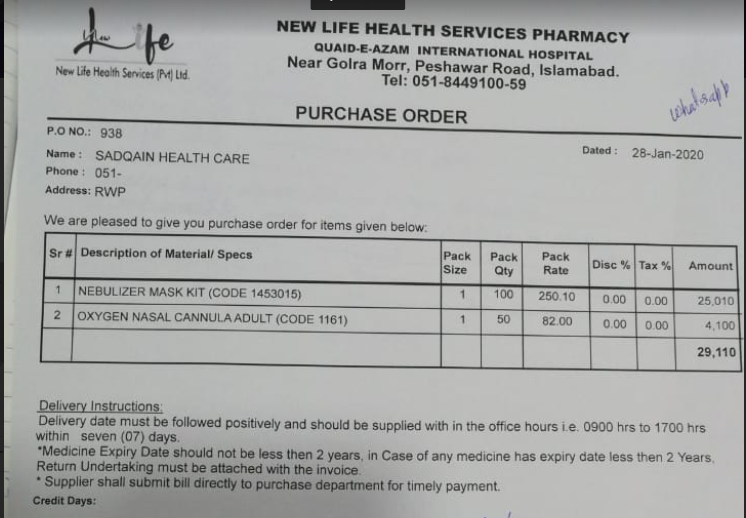 New Life
New Life Health Services (Pvt) Ltd.
NEW LIFE HEALTH SERVICES PHARMACY
QUAID-E-AZAM INTERNATIONAL HOSPITAL
Near Golra Morr, Peshawar Road, Islamabad.
Tel: 051-8449100-59
whatsapp
PURCHASE ORDER
P.O NO.: 938
Name : SADQAIN HEALTH CARE
Dated : 28-Jan-2020
Phone : 051-
Address: RWP
We are pleased to give you purchase order for items given below:
Sr # Description of Material/ Specs Pack Size Pack Qty Pack Rate Disc % Tax % Amount
1 NEBULIZER MASK KIT (CODE 1453015) 1 100 250.10 0.00 0.00 25,010
2 OXYGEN NASAL CANNULA ADULT (CODE 1161) 1 50 82.00 0.00 0.00 4,100
29,110
Delivery Instructions:
Delivery date must be followed positively and should be supplied with in the office hours i.e. 0900 hrs to 1700 hrs
within seven (07) days.
*Medicine Expiry Date should not be less then 2 years, in Case of any medicine has expiry date less then 2 Years,
Return Undertaking must be attached with the invoice.
* Supplier shall submit bill directly to purchase department for timely payment.
Credit Days: